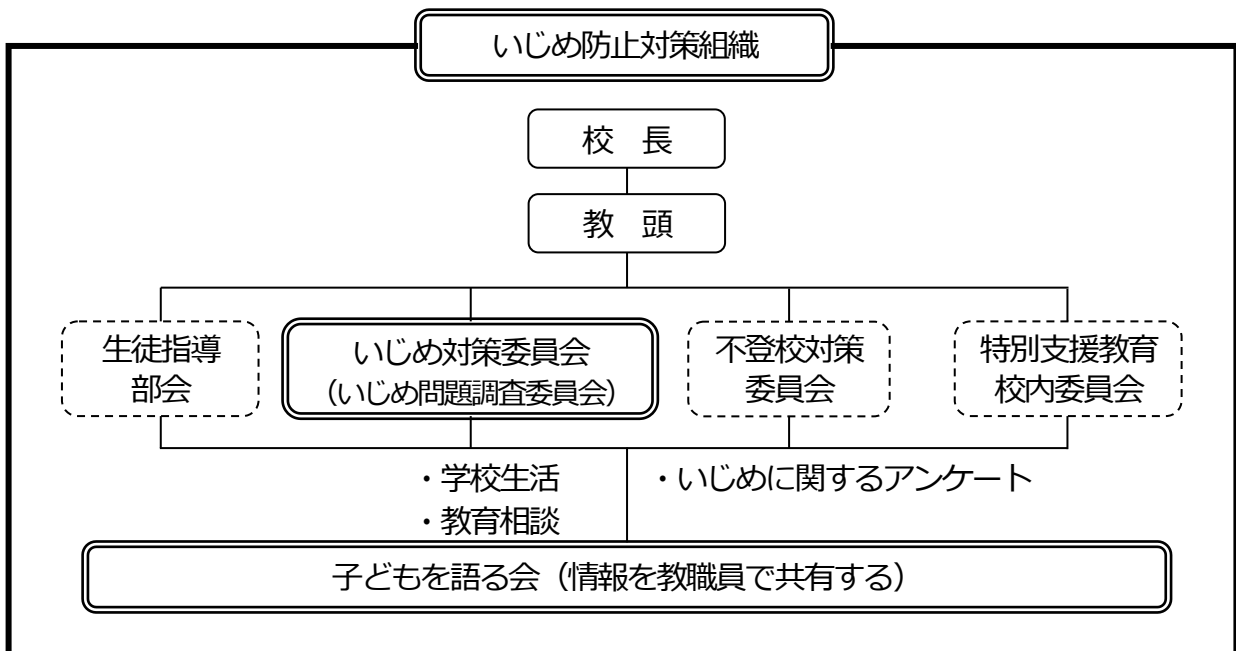 いじめ防止対策組織
校　長
教　頭
生徒指導
部会
いじめ対策委員会
（いじめ問題調査委員会）
不登校対策
委員会
特別支援教育
校内委員会
・学校生活
・いじめに関するアンケート
・教育相談
子どもを語る会（情報を教職員で共有する）